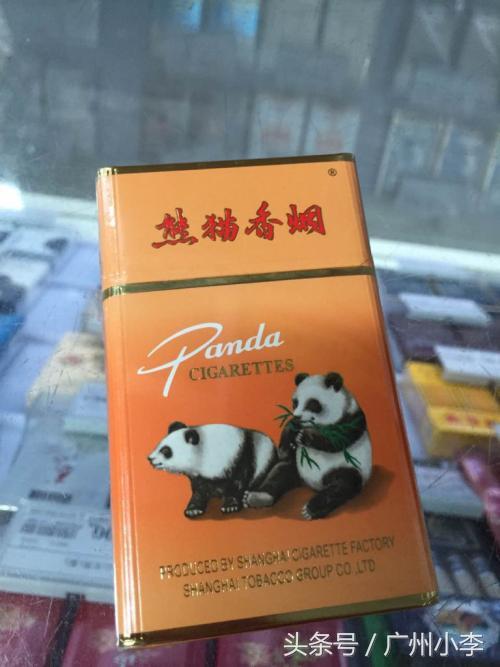 熊猫香烟®
Panda
CIGARETTES
PRODUCED BY SHANGHAI CIGARETTE FACTORY
SHANGHAI TOBACCO GROUP CO.,LTD
头条号 / 广州小李